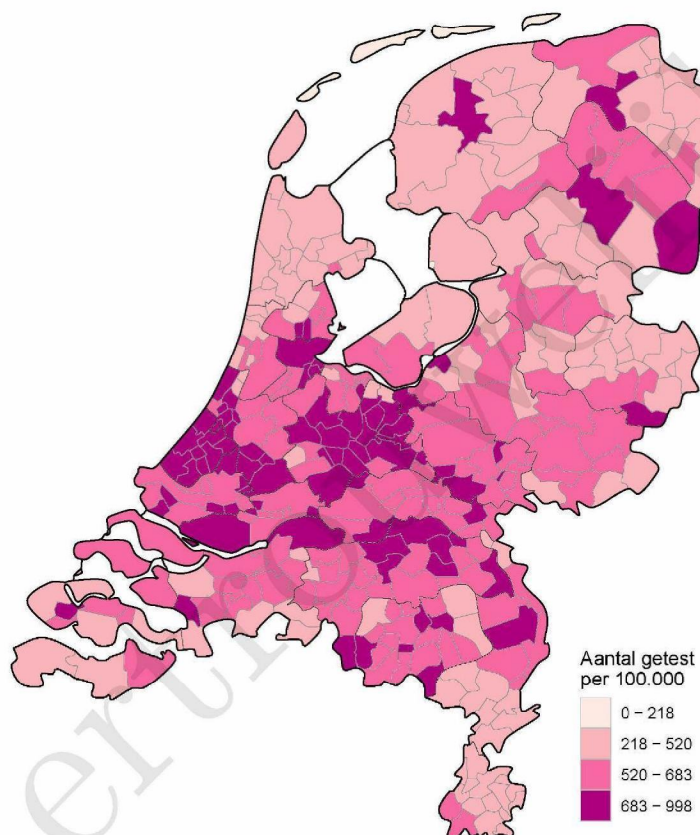 Aantal getest
per 100.000
0 – 218
218 – 520
520 – 683
683 – 998